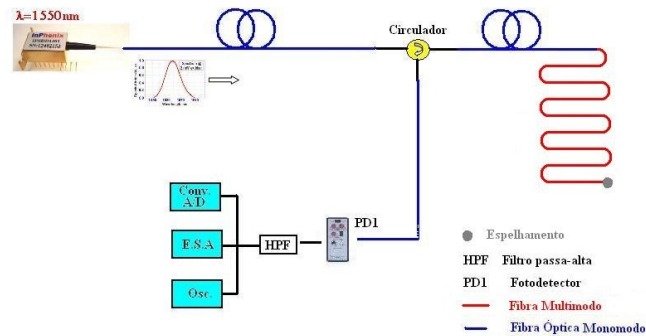 λ=1550nm
Circulador
PD1
Conv.
A/D
E.S.A
HPF
Osc.
Espelhamento
HPF Filtro passa-alta
PD1 Fotodetector
Fibra Multimodo
Fibra Óptica Monomodo